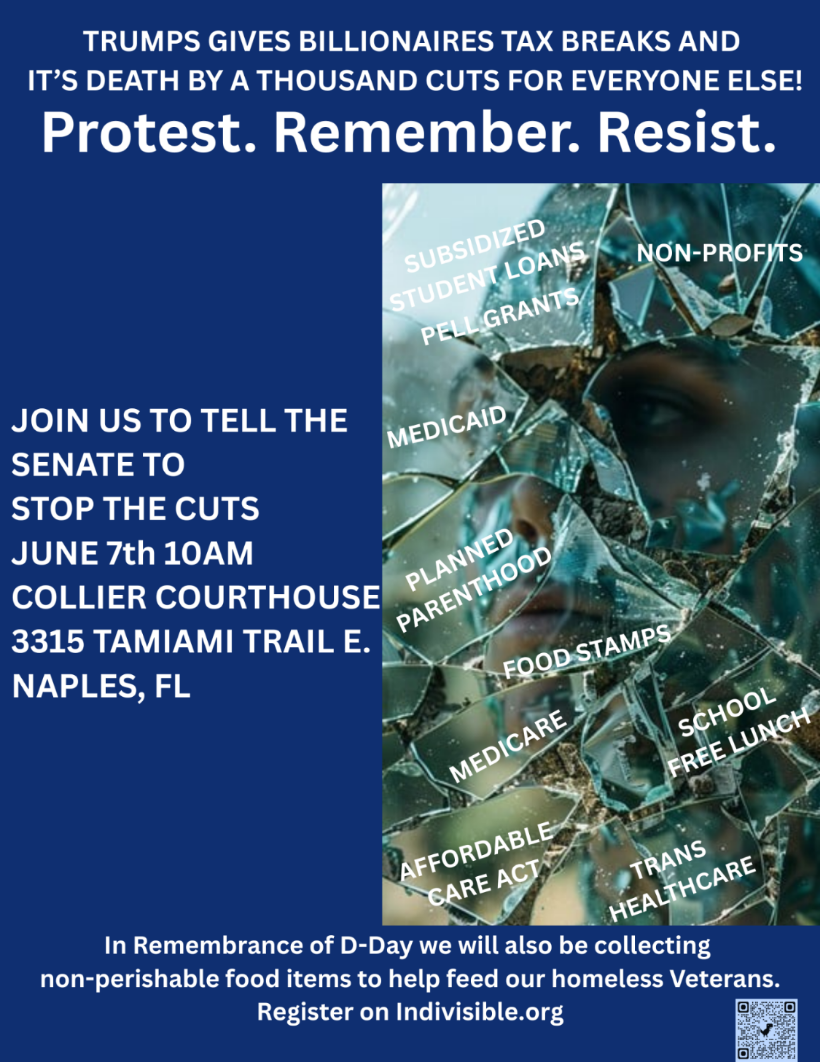 TRUMPS GIVES BILLIONAIRES TAX BREAKS AND
IT'S DEATH BY A THOUSAND CUTS FOR EVERYONE ELSE!
Protest. Remember. Resist.
SUBSIDIZED
STUDENT LOANS
PELL GRANTS
NON-PROFITS
MEDICAID
JOIN US TO TELL THE
SENATE TO
STOP THE CUTS
JUNE 7th 10AM
COLLIER COURTHOUSE
3315 TAMIAMI TRAIL E.
NAPLES, FL
PLANNED
PARENTHOOD
FOOD STAMPS
MEDICARE
SCHOOL
FREE LUNCH
AFFORDABLE
CARE ACT
TRANS
HEALTHCARE
In Remembrance of D-Day we will also be collecting
non-perishable food items to help feed our homeless Veterans.
Register on Indivisible.org